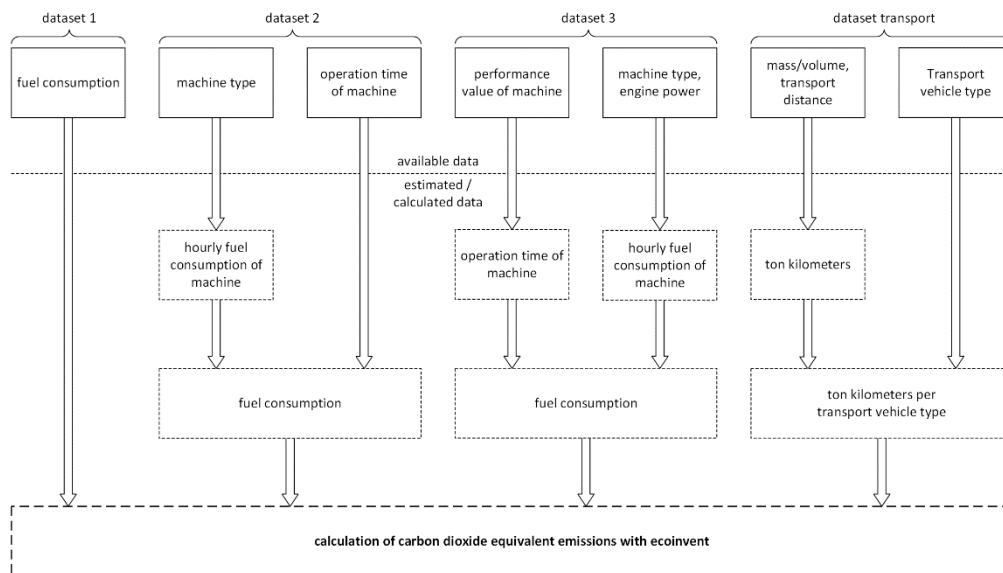 dataset 1
dataset 2
dataset 3
dataset transport
fuel consumption
machine type
operation time
of machine
performance
value of machine
machine type,
engine power
mass/volume,
transport
distance
Transport
vehicle type
available data
estimated /
calculated data
hourly fuel
consumption of
machine
operation time of
machine
hourly fuel
consumption of
machine
ton kilometers
fuel consumption
fuel consumption
ton kilometers per
transport vehicle type
calculation of carbon dioxide equivalent emissions with ecoinvent